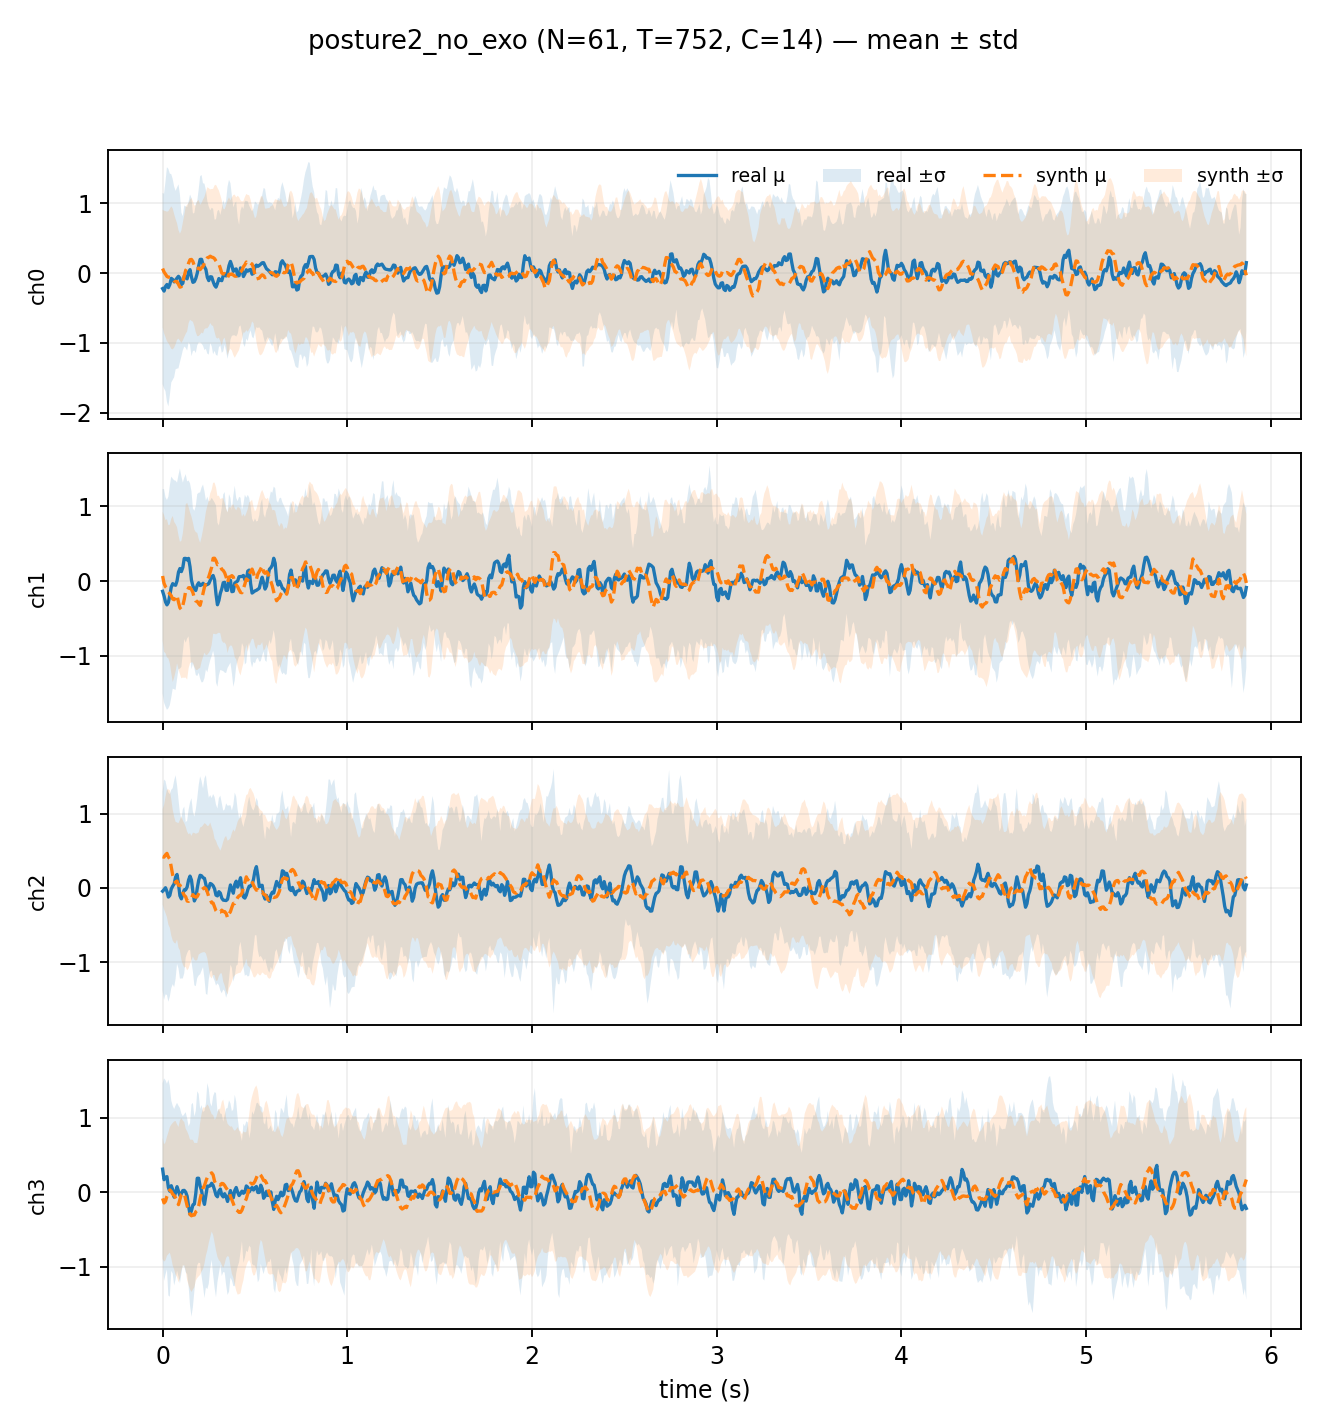 posture2_no_exo (N=61, T=752, C=14) — mean ± std
real μ real ±σ synth μ synth ±σ
1
0
−1
−2
ch0
1
0
−1
ch1
1
0
−1
ch2
1
0
−1
ch3
0 1 2 3 4 5 6
time (s)